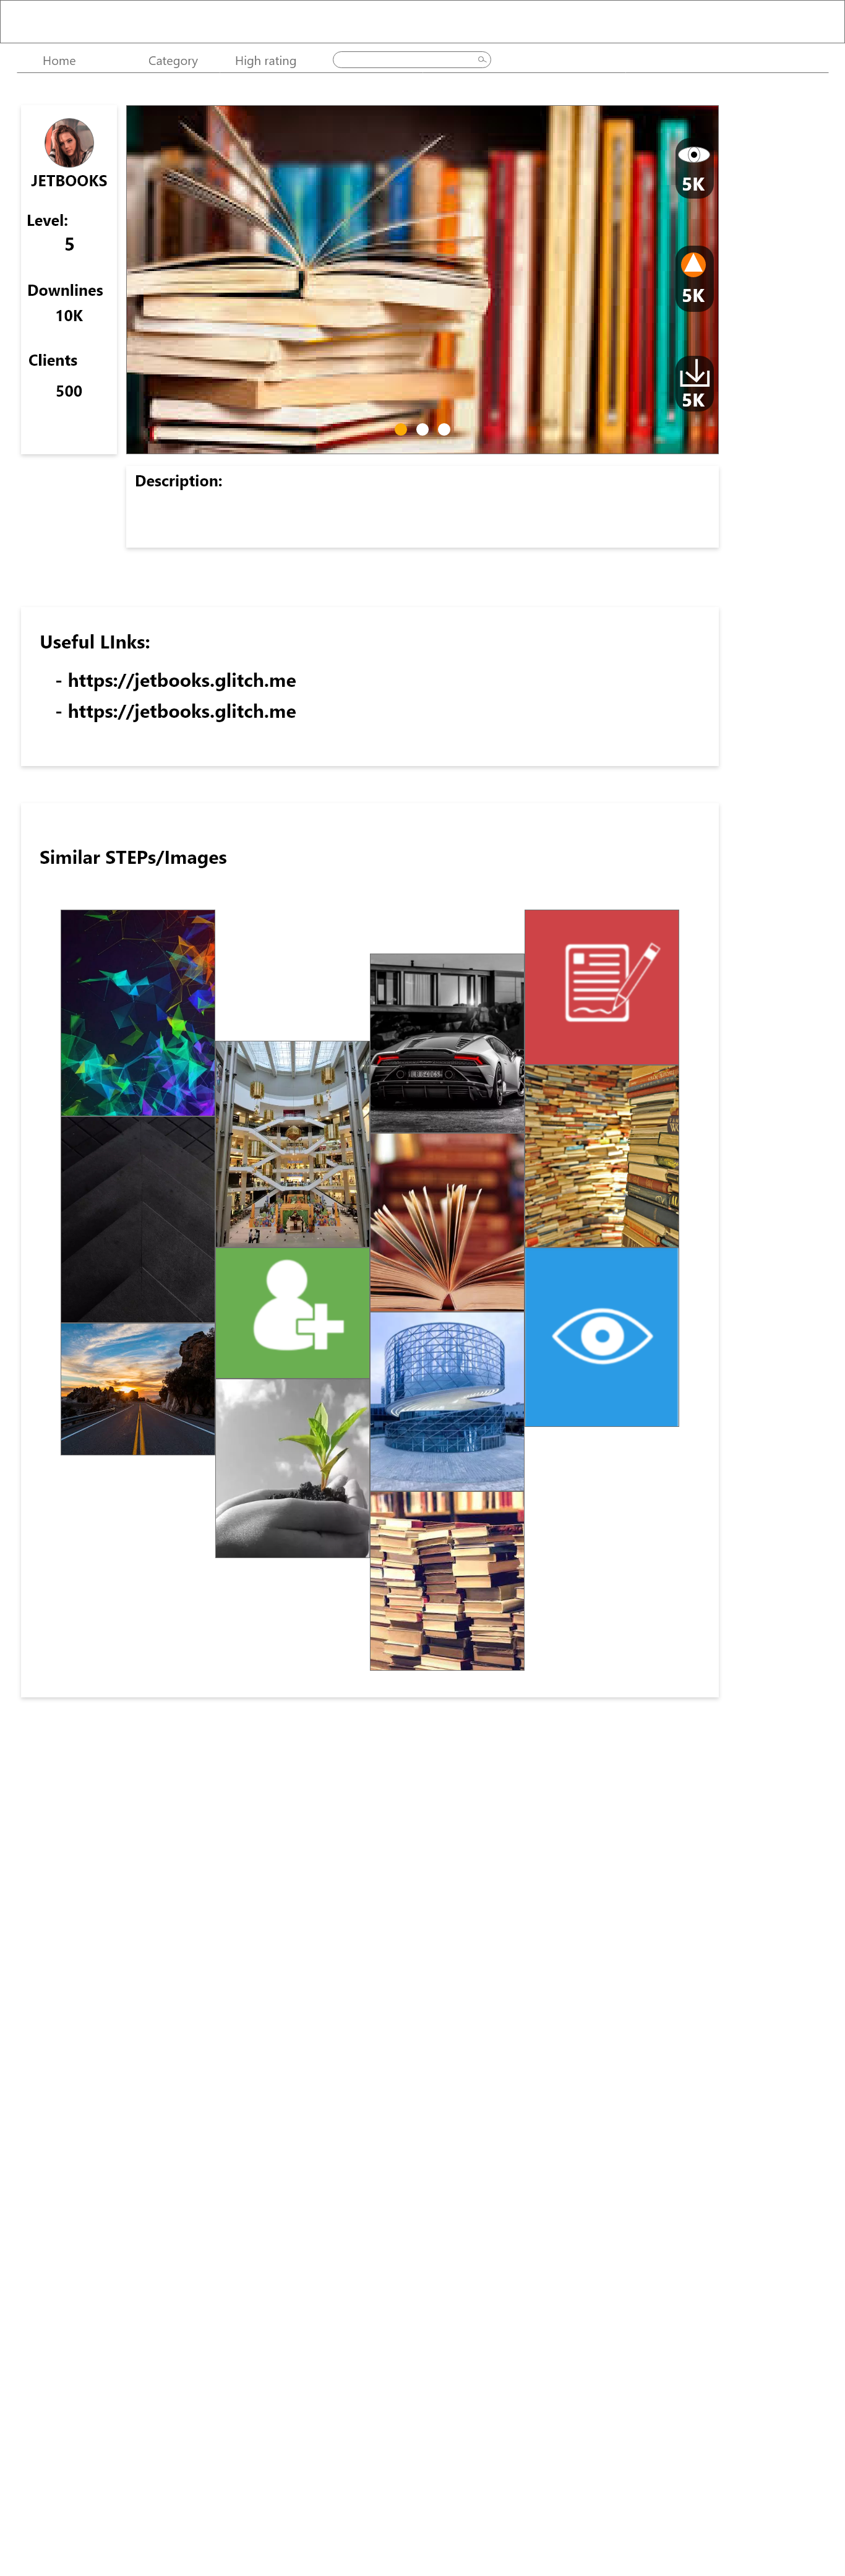 Home
Category
High rating
JETBOOKS
Level:
5
Downlines
10K
Clients
500
5K
5K
5K
Description:
Useful LInks:
- https://jetbooks.glitch.me
- https://jetbooks.glitch.me
Similar STEPs/Images